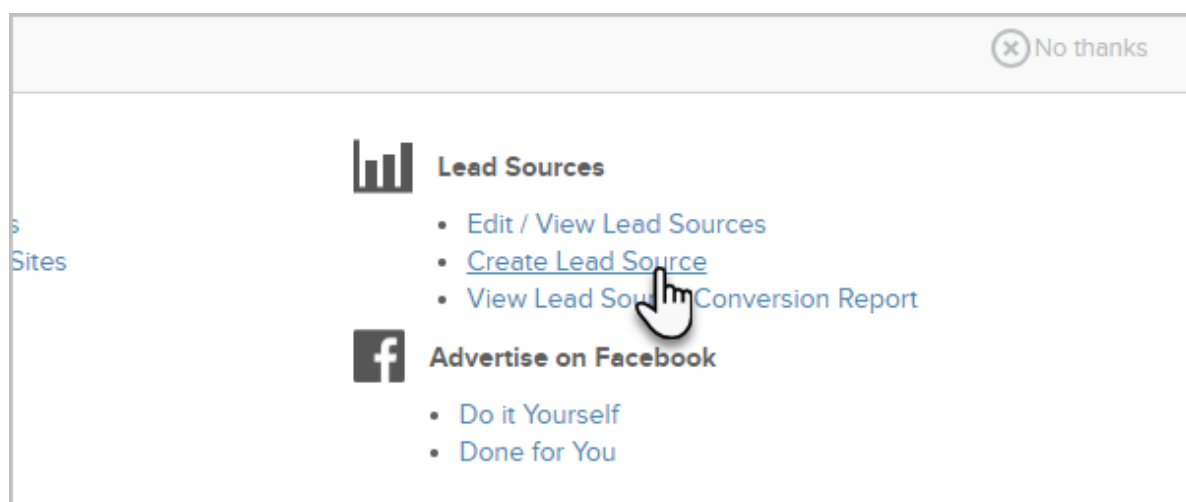 No thanks
Lead Sources
Edit / View Lead Sources
s
Sites
Create Lead Source
View Lead Conversion Report
Advertise on Facebook
Do it Yourself
Done for You